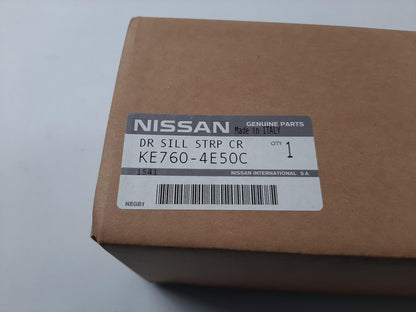 NISSAN GENUINE PARTS
Made in ITALY
DR SILL STRP CR QTY 1
KE760-4E50C
1541
NISSAN INTERNATIONAL S.A
NEGB1